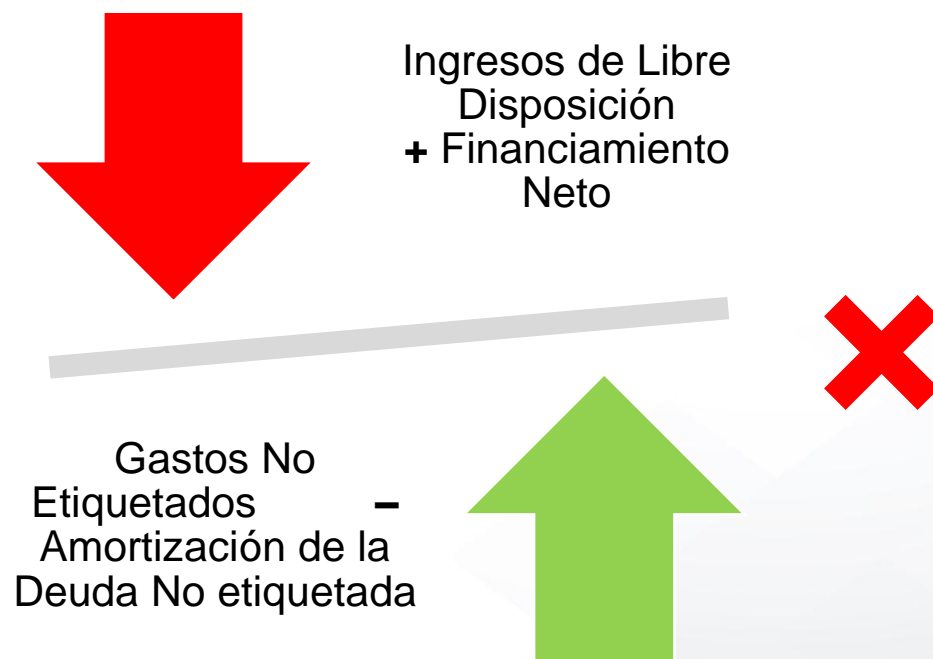 Ingresos de Libre
Disposición
+ Financiamiento
Neto
Gastos No
Etiquetados −
Amortización de la
Deuda No etiquetada